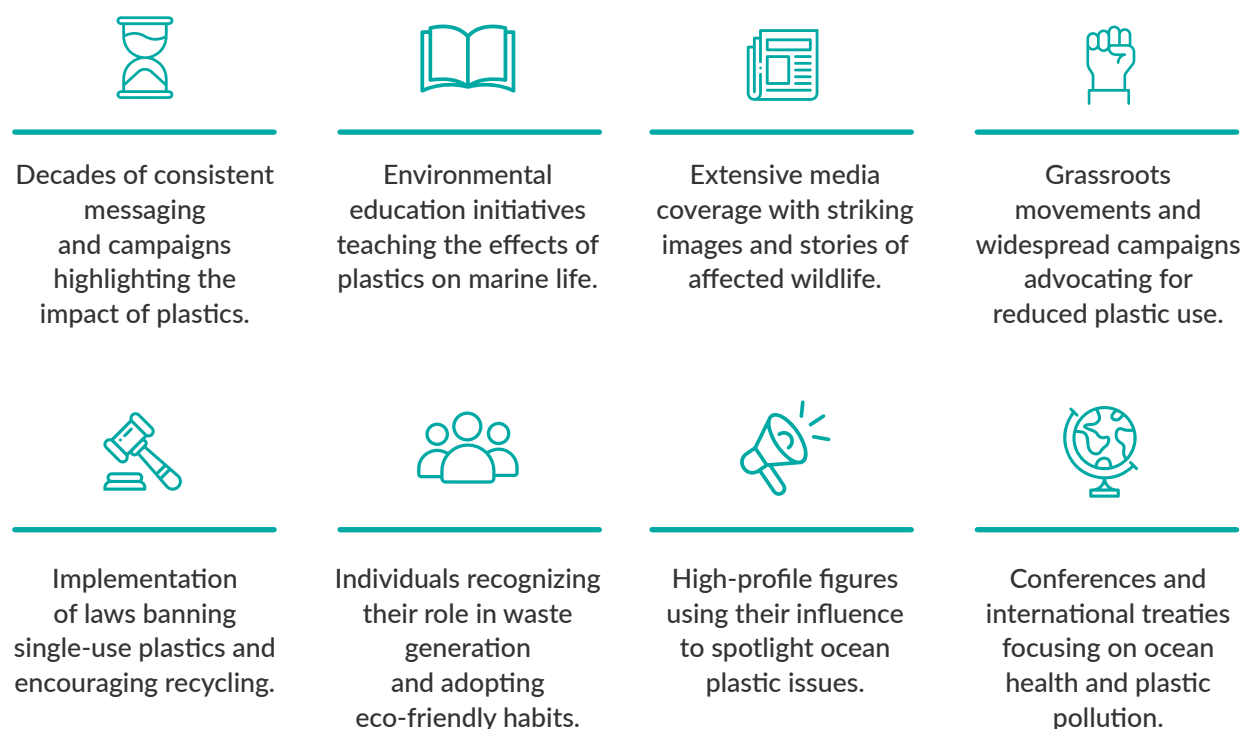 Decades of consistent
messaging
and campaigns
highlighting the
impact of plastics.
Environmental
education initiatives
teaching the effects of
plastics on marine life.
Extensive media
coverage with striking
images and stories of
affected wildlife.
Grassroots
movements and
widespread campaigns
advocating for
reduced plastic use.
Implementation
of laws banning
single-use plastics and
encouraging recycling.
Individuals recognizing
their role in waste
generation
and adopting
eco-friendly habits.
High-profile figures
using their influence
to spotlight ocean
plastic issues.
Conferences and
international treaties
focusing on ocean
health and plastic
pollution.